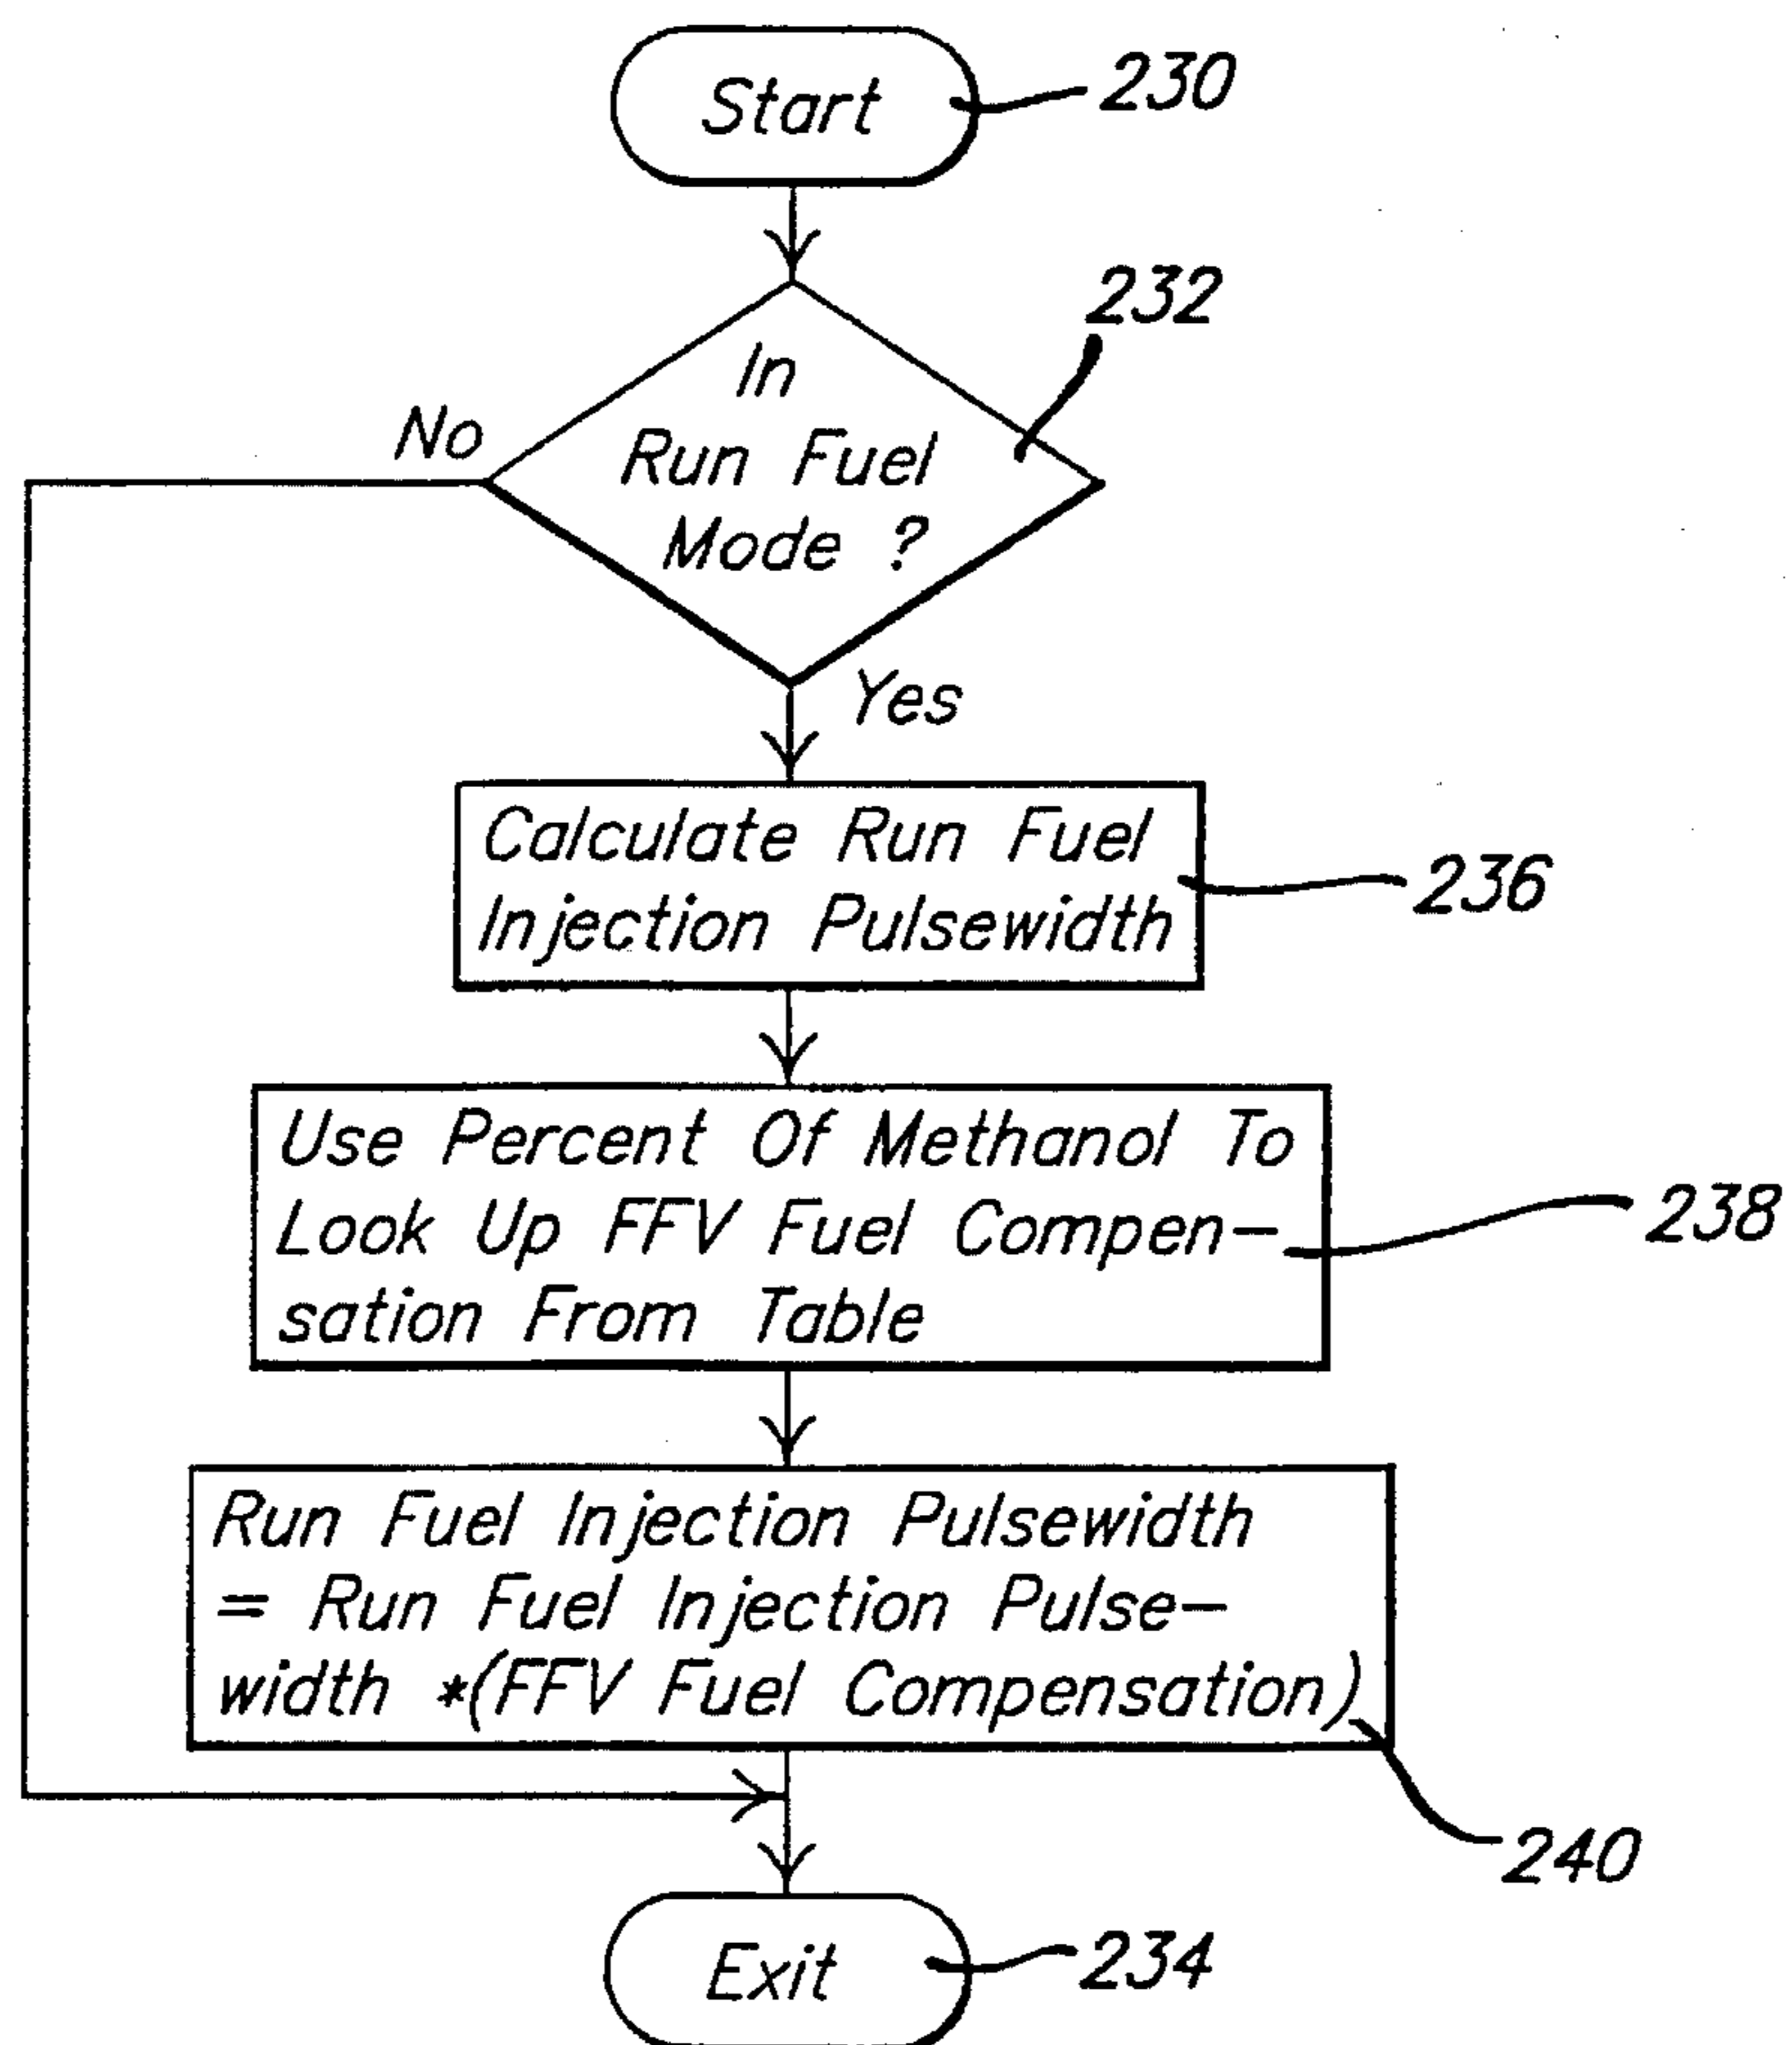 Start
230
232
In
Run Fuel
Mode ?
No
Yes
Calculate Run Fuel
Injection Pulsewidth
236
Use Percent Of Methanol To
Look Up FFV Fuel Compen-
sation From Table
238
Run Fuel Injection Pulsewidth
= Run Fuel Injection Pulse-
width *(FFV Fuel Compensation)
240
Exit
234